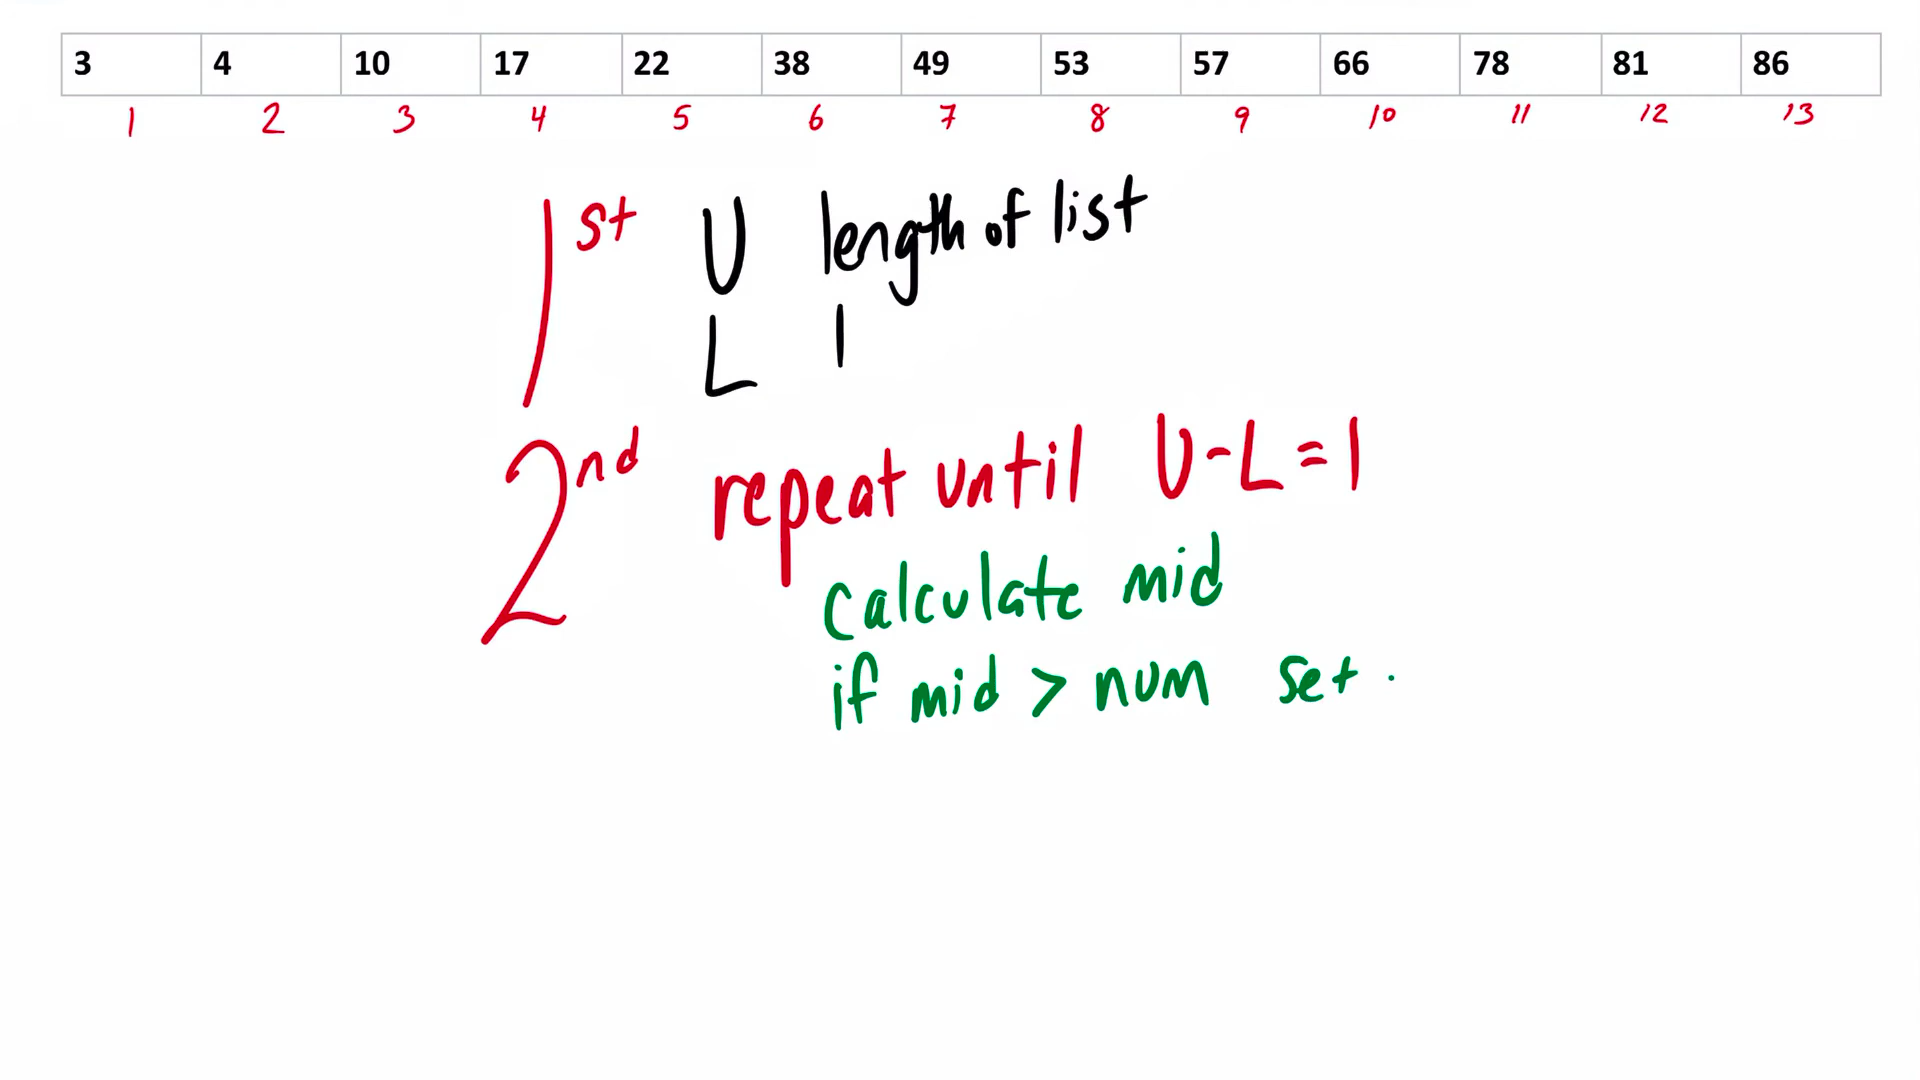 3 4 10 17 22 38 49 53 57 66 78 81 86
1 2 3 4 5 6 7 8 9 10 11 12 13
1st U length of list
L 1
2nd repeat until U-L=1
calculate mid
if mid > num set